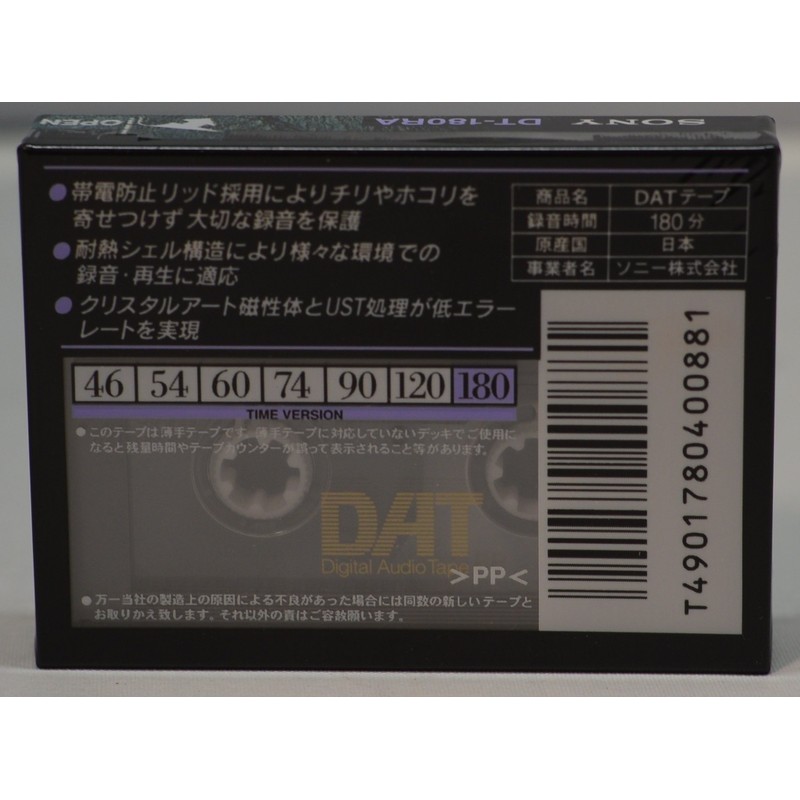 OPEN
DT-180RA
SONY
●帯電防止リッド採用によりチリやホコリを
寄せつけず大切な録音を保護
●耐熱シェル構造により様々な環境での
録音・再生に適応
●クリスタルアート磁性体とUST処理が低エラー
レートを実現
商品名 DATテープ
録音時間 180分
原産国 日本
事業者名 ソニー株式会社
46 54 60 74 90 120 180
TIME VERSION
●このテープは薄手テープです。薄手テープに対応していないデッキでご使用に
なると残量時間やテープカウンターが誤って表示されること等があります。
DAT
Digital Audio Tape
>PP<
●万一当社の製造上の原因による不良があった場合には同数の新しいテープと
お取りかえ致します。それ以外の責はご容赦願います。
T4901780400881